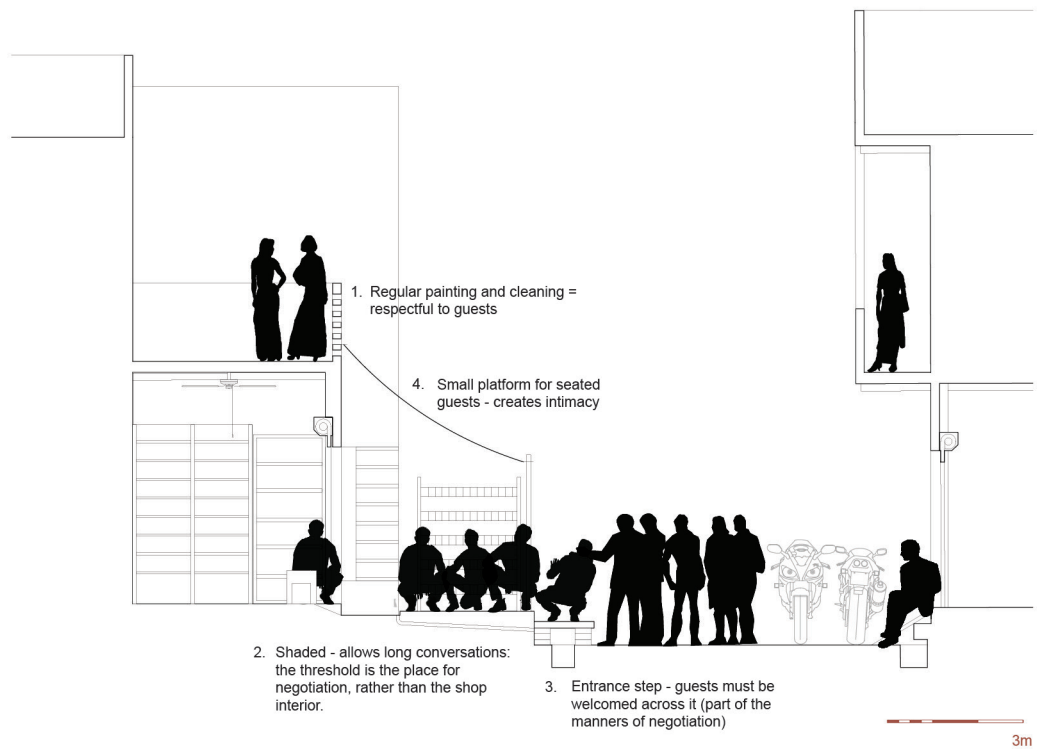 1. Regular painting and cleaning =
respectful to guests
4. Small platform for seated
guests - creates intimacy
2. Shaded - allows long conversations:
the threshold is the place for
negotiation, rather than the shop
interior.
3. Entrance step - guests must be
welcomed across it (part of the
manners of negotiation)
3m